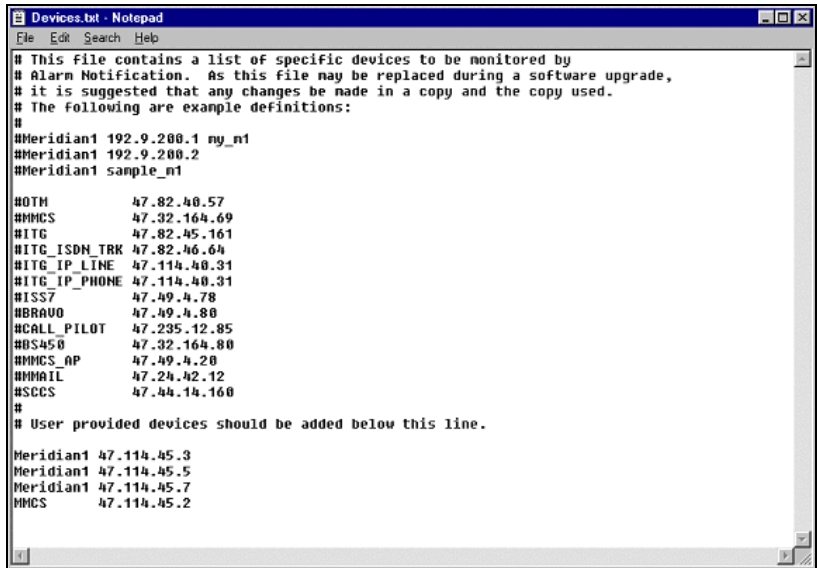 Devices.txt - Notepad
File Edit Search Help
# This file contains a list of specific devices to be monitored by
# Alarm Notification.  As this file may be replaced during a software upgrade,
# it is suggested that any changes be made in a copy and the copy used.
# The following are example definitions:
#
#Meridian1 192.9.200.1 my_m1
#Meridian1 192.9.200.2
#Meridian1 sample_m1
#OTM          47.82.40.57
#MMCS         47.32.164.69
#ITG          47.82.45.161
#ITG_ISDN_TRK 47.82.46.64
#ITG_IP_LINE  47.114.40.31
#ITG_IP_PHONE 47.114.40.31
#ISS7         47.49.4.78
#BRAVO        47.49.4.80
#CALL_PILOT   47.235.12.85
#BS450        47.32.164.80
#MMCS_AP      47.49.4.20
#MMAIL        47.24.42.12
#SCCS         47.44.14.160
#
# User provided devices should be added below this line.
Meridian1 47.114.45.3
Meridian1 47.114.45.5
Meridian1 47.114.45.7
MMCS      47.114.45.2